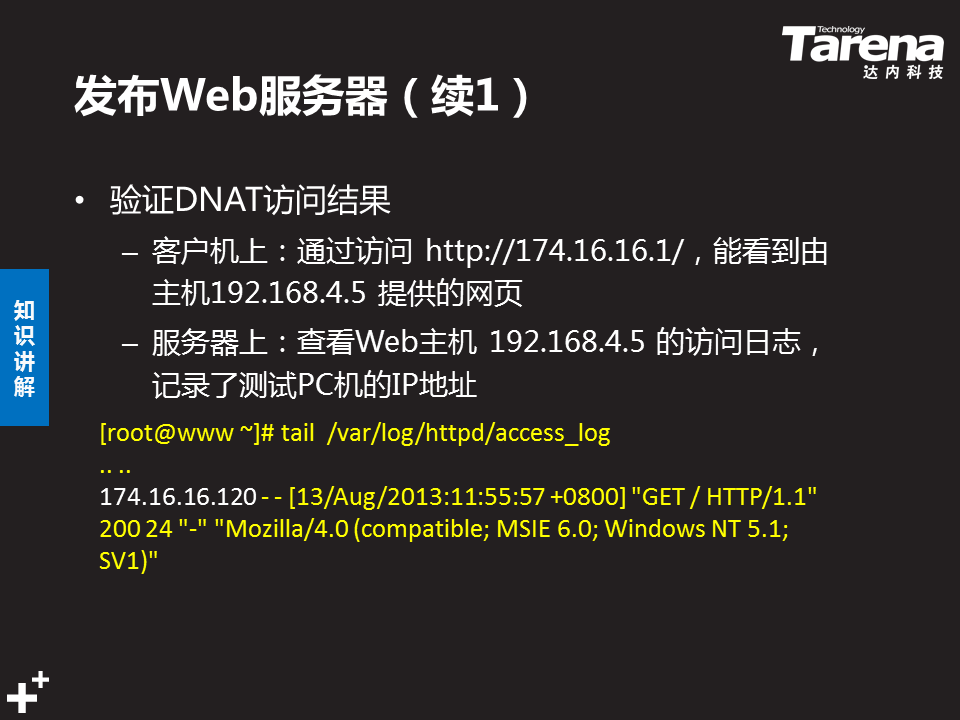 Technology
Tarena
达内科技
发布Web服务器（续1）
• 验证DNAT访问结果
– 客户机上：通过访问 http://174.16.16.1/，能看到由
主机192.168.4.5 提供的网页
– 服务器上：查看Web主机 192.168.4.5 的访问日志，
记录了测试PC机的IP地址
知
识
讲
解
[root@www ~]# tail /var/log/httpd/access_log
.. ..
174.16.16.120 - - [13/Aug/2013:11:55:57 +0800] "GET / HTTP/1.1"
200 24 "-" "Mozilla/4.0 (compatible; MSIE 6.0; Windows NT 5.1;
SV1)"